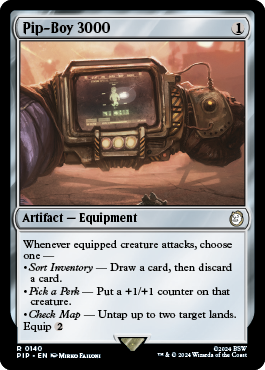 Pip-Boy 3000 1
Artifact — Equipment
Whenever equipped creature attacks, choose
one —
•Sort Inventory — Draw a card, then discard
a card.
•Pick a Perk — Put a +1/+1 counter on that
creature.
•Check Map — Untap up to two target lands.
Equip 2
R 0140
PIP • EN Mirko Failoni
©2024 BSW
™ & © 2024 Wizards of the Coast